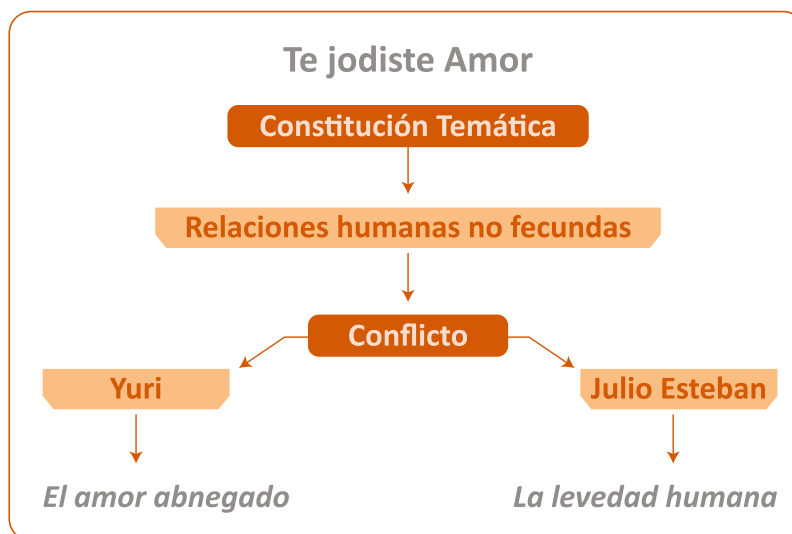 Te jodiste Amor
Constitución Temática
Relaciones humanas no fecundas
Conflicto
Yuri
Julio Esteban
El amor abnegado
La levedad humana